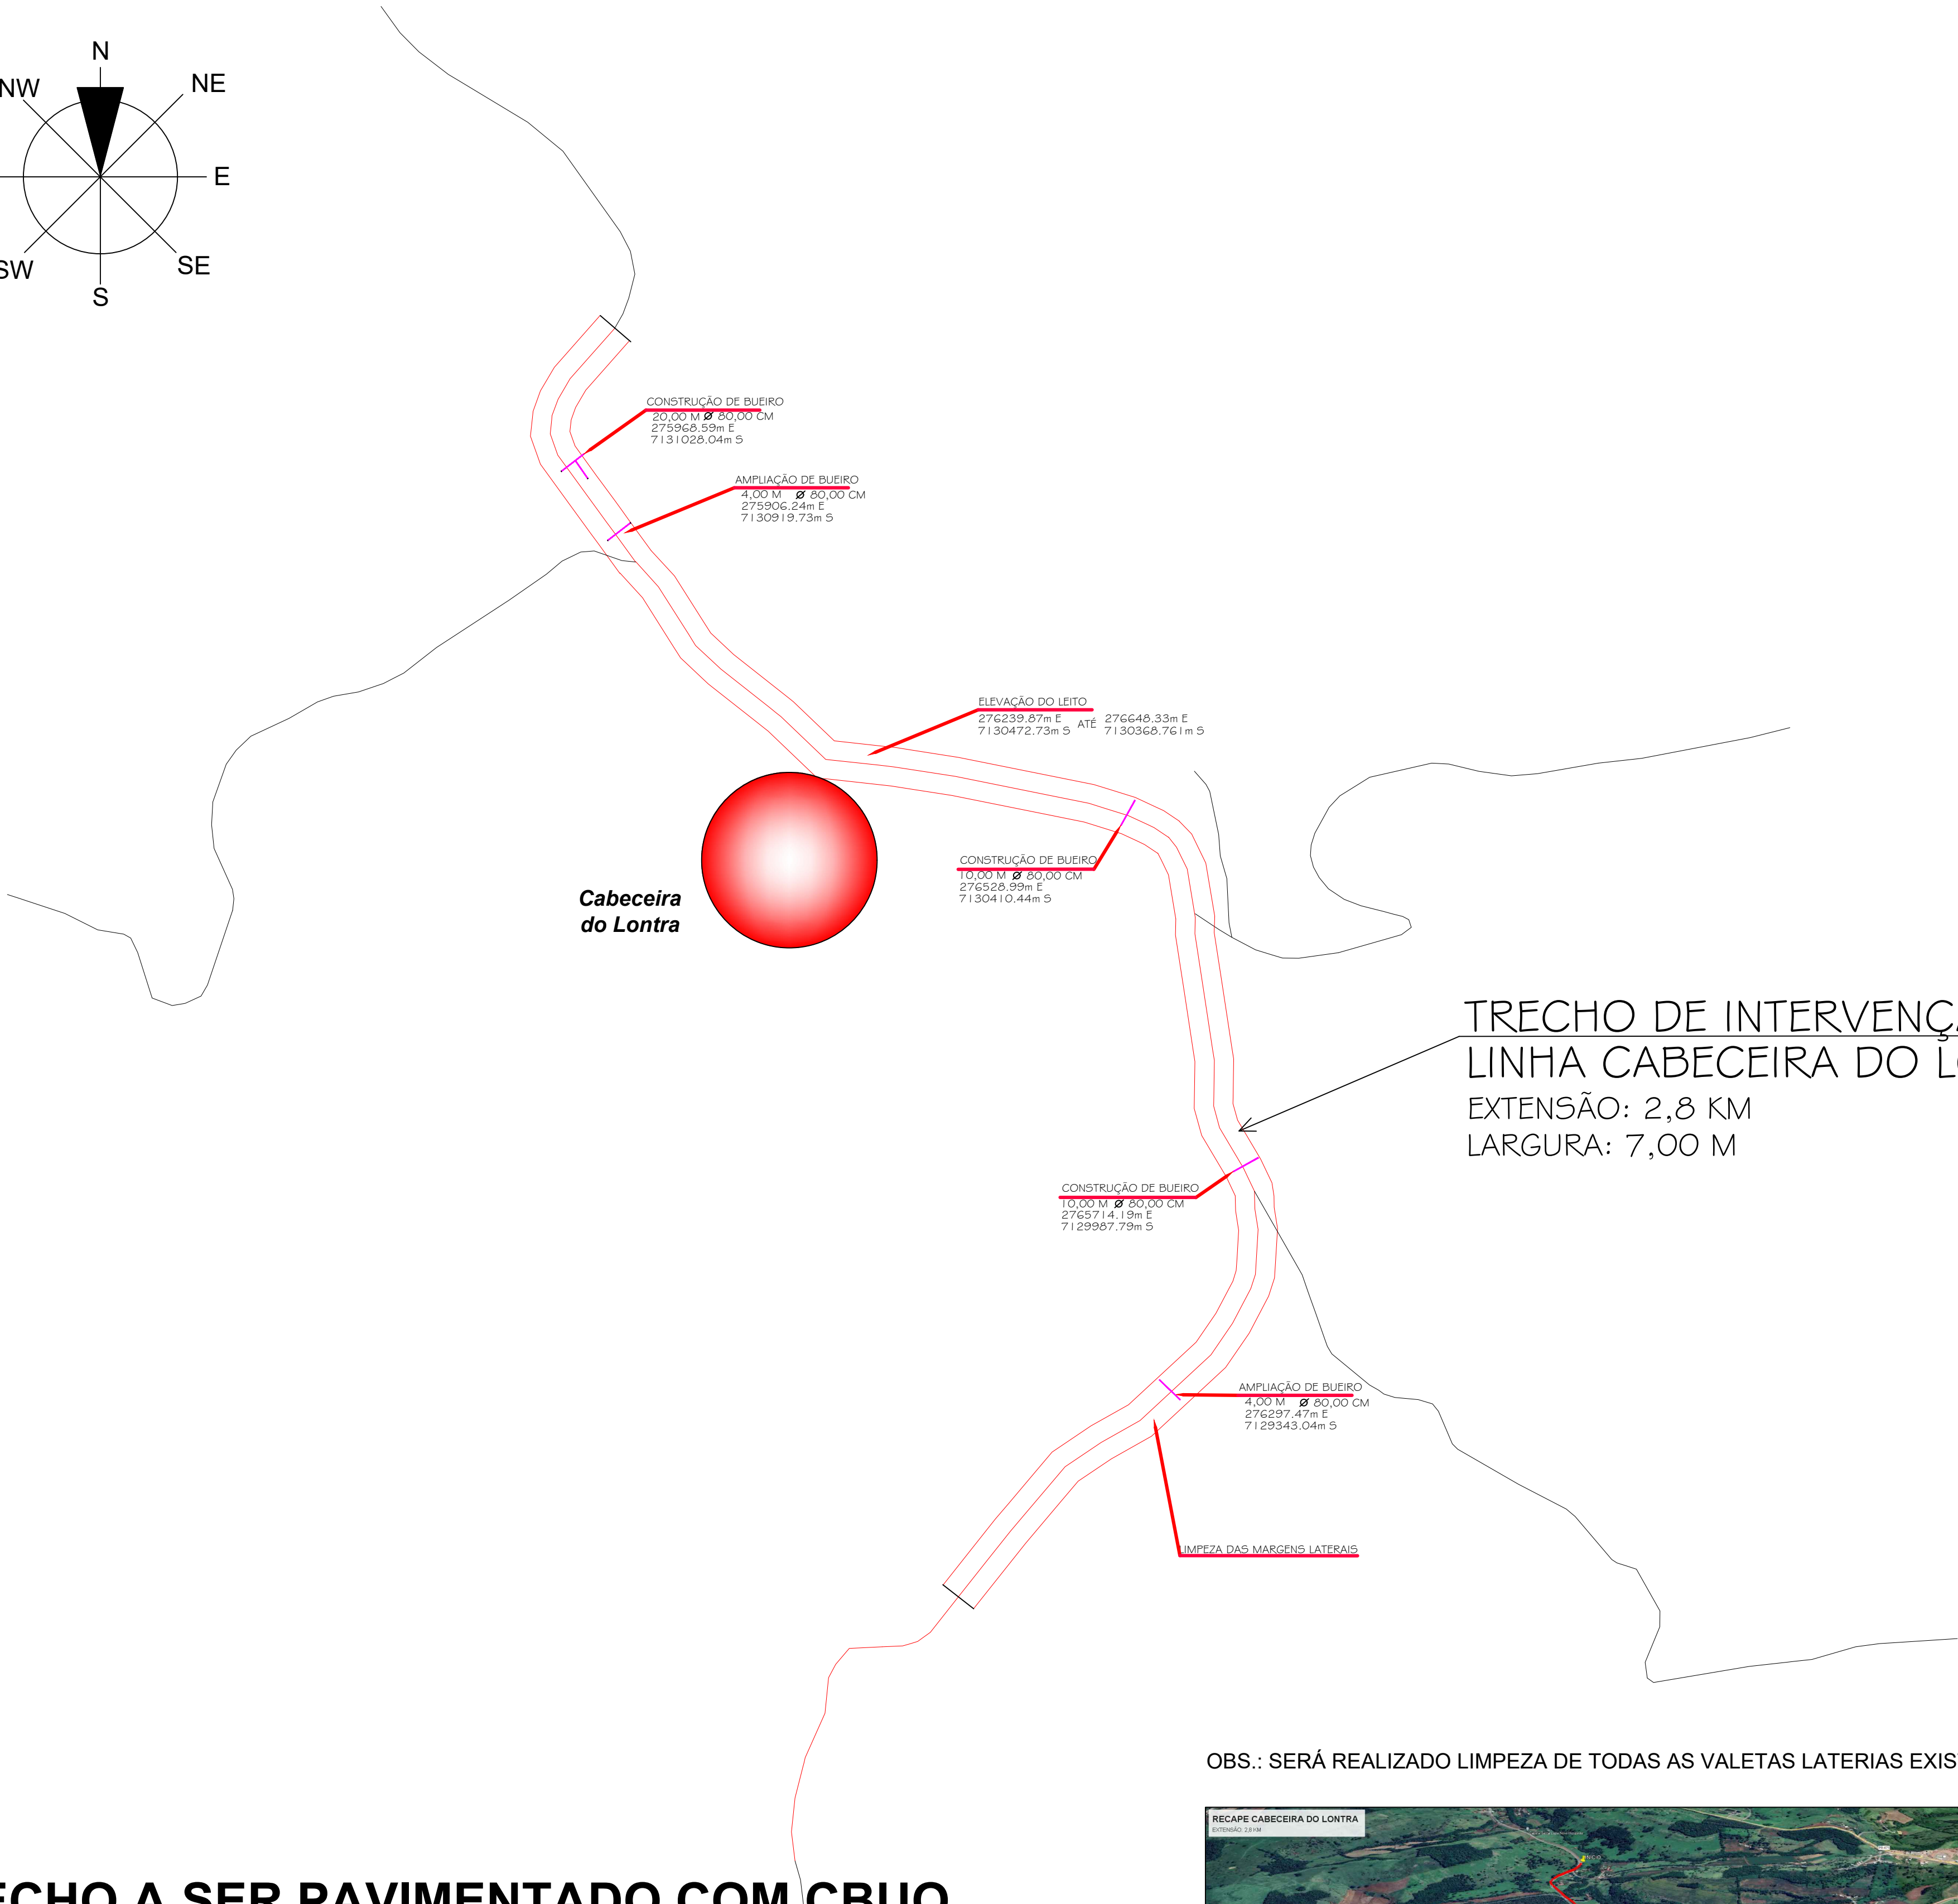 N
NW
NE
E
SW
SE
S
CONSTRUÇÃO DE BUEIRO
20,00 M Ø 80,00 CM
275968.59m E
7131028.04m S
AMPLIAÇÃO DE BUEIRO
4,00 M Ø 80,00 CM
275906.24m E
7130919.73m S
ELEVAÇÃO DO LEITO
276239.87m E ATÉ 276648.33m E
7130472.73m S 7130368.761m S
CONSTRUÇÃO DE BUEIRO
10,00 M Ø 80,00 CM
276528.99m E
7130410.44m S
Cabeceira
do Lontra
TRECHO DE INTERVENÇ
LINHA CABECEIRA DO L
EXTENSÃO: 2,8 KM
LARGURA: 7,00 M
CONSTRUÇÃO DE BUEIRO
10,00 M Ø 80,00 CM
2765714.19m E
7129987.79m S
AMPLIAÇÃO DE BUEIRO
4,00 M Ø 80,00 CM
276297.47m E
7129343.04m S
LIMPEZA DAS MARGENS LATERAIS
OBS.: SERÁ REALIZADO LIMPEZA DE TODAS AS VALETAS LATERIAS EXIS
RECAPE CABECEIRA DO LONTRA
EXTENSÃO: 2,8 KM
ECHO A SER PAVIMENTADO COM CBUQ